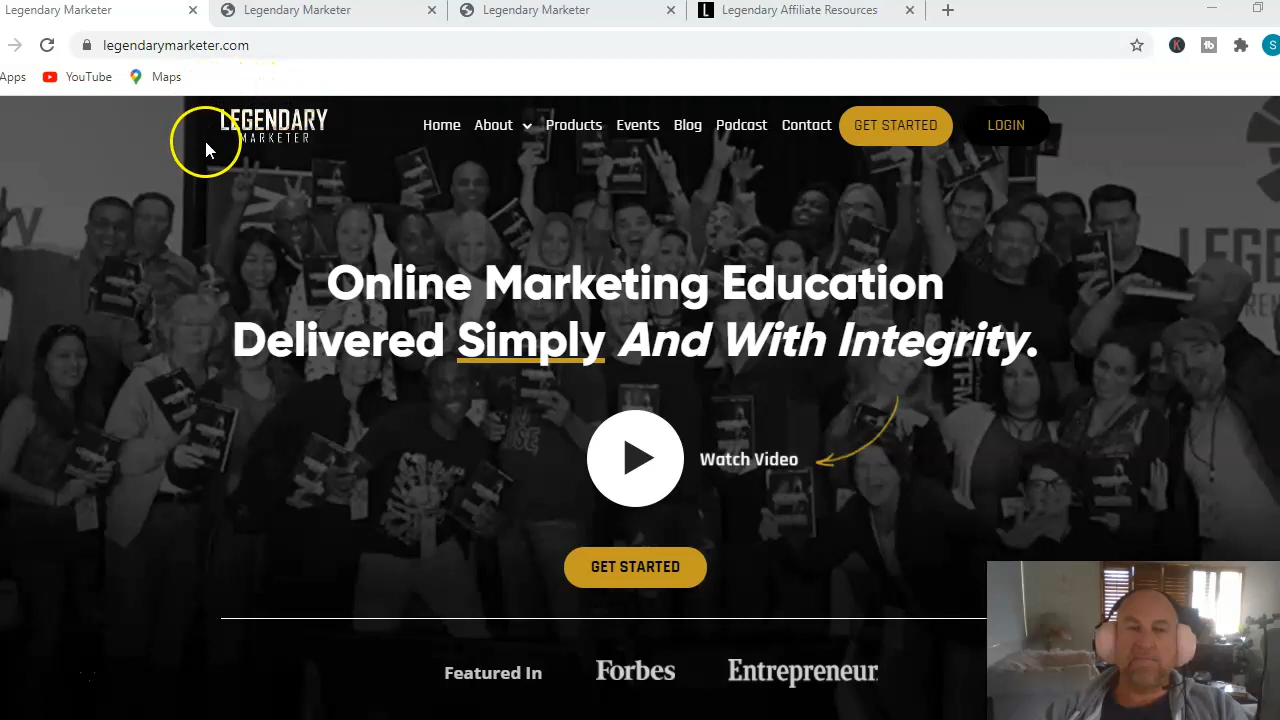 Legendary Marketer
Legendary Marketer
Legendary Marketer
Legendary Affiliate Resources
legendarymarketer.com
Apps
YouTube
Maps
LEGENDARY
MARKETER
Home
About
Products
Events
Blog
Podcast
Contact
GET STARTED
LOGIN
Online Marketing Education
Delivered Simply And With Integrity.
Watch Video
GET STARTED
Featured In
Forbes
Entrepreneur